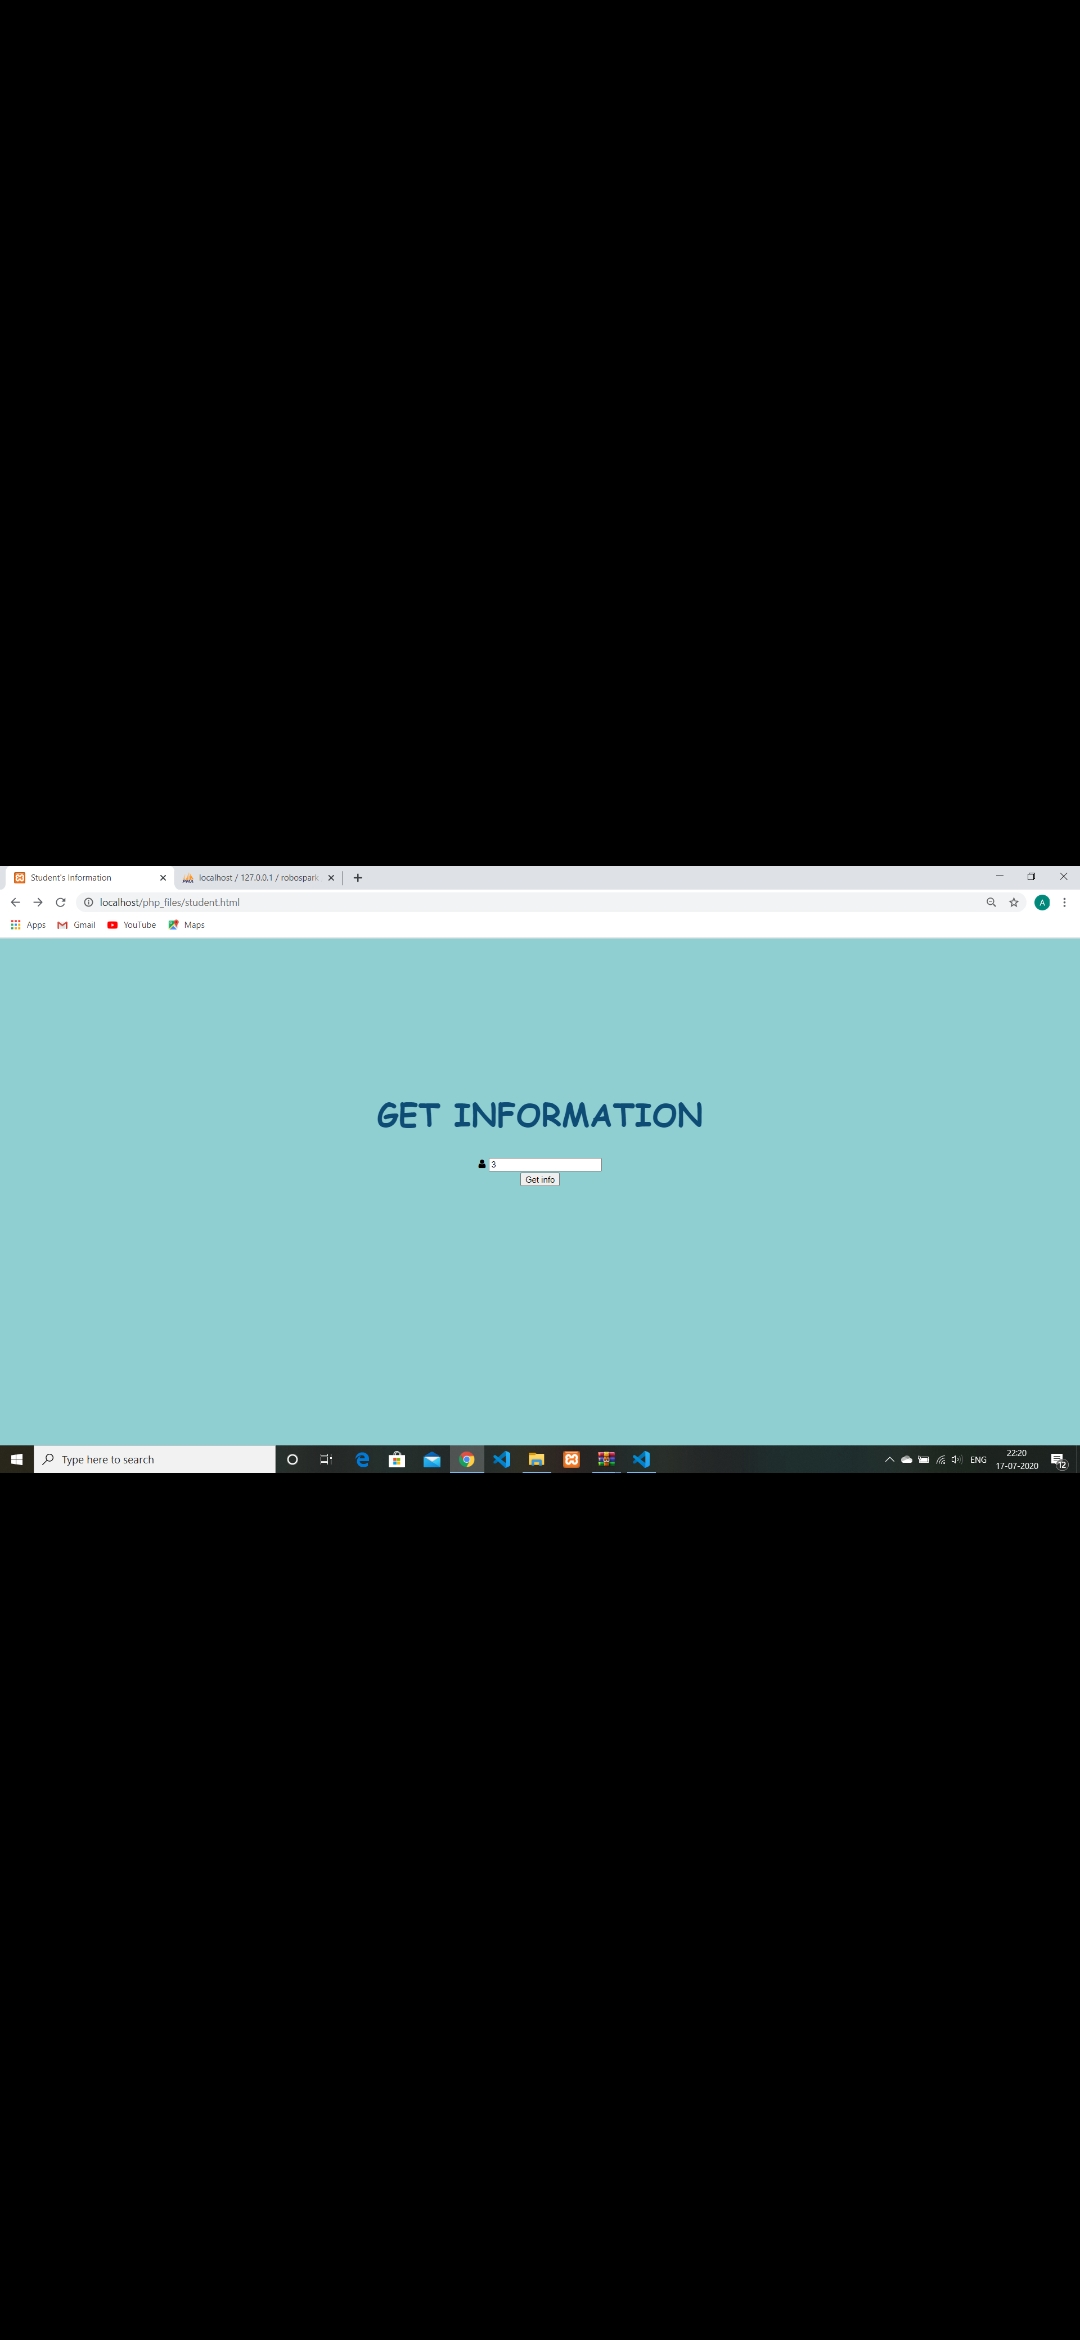 Student's Information
localhost / 127.0.0.1 / robospark
localhost/php_files/student.html
A
Apps
Gmail
YouTube
Maps
GET INFORMATION
3
Get info
Type here to search
ENG
22:20
17-07-2020
12